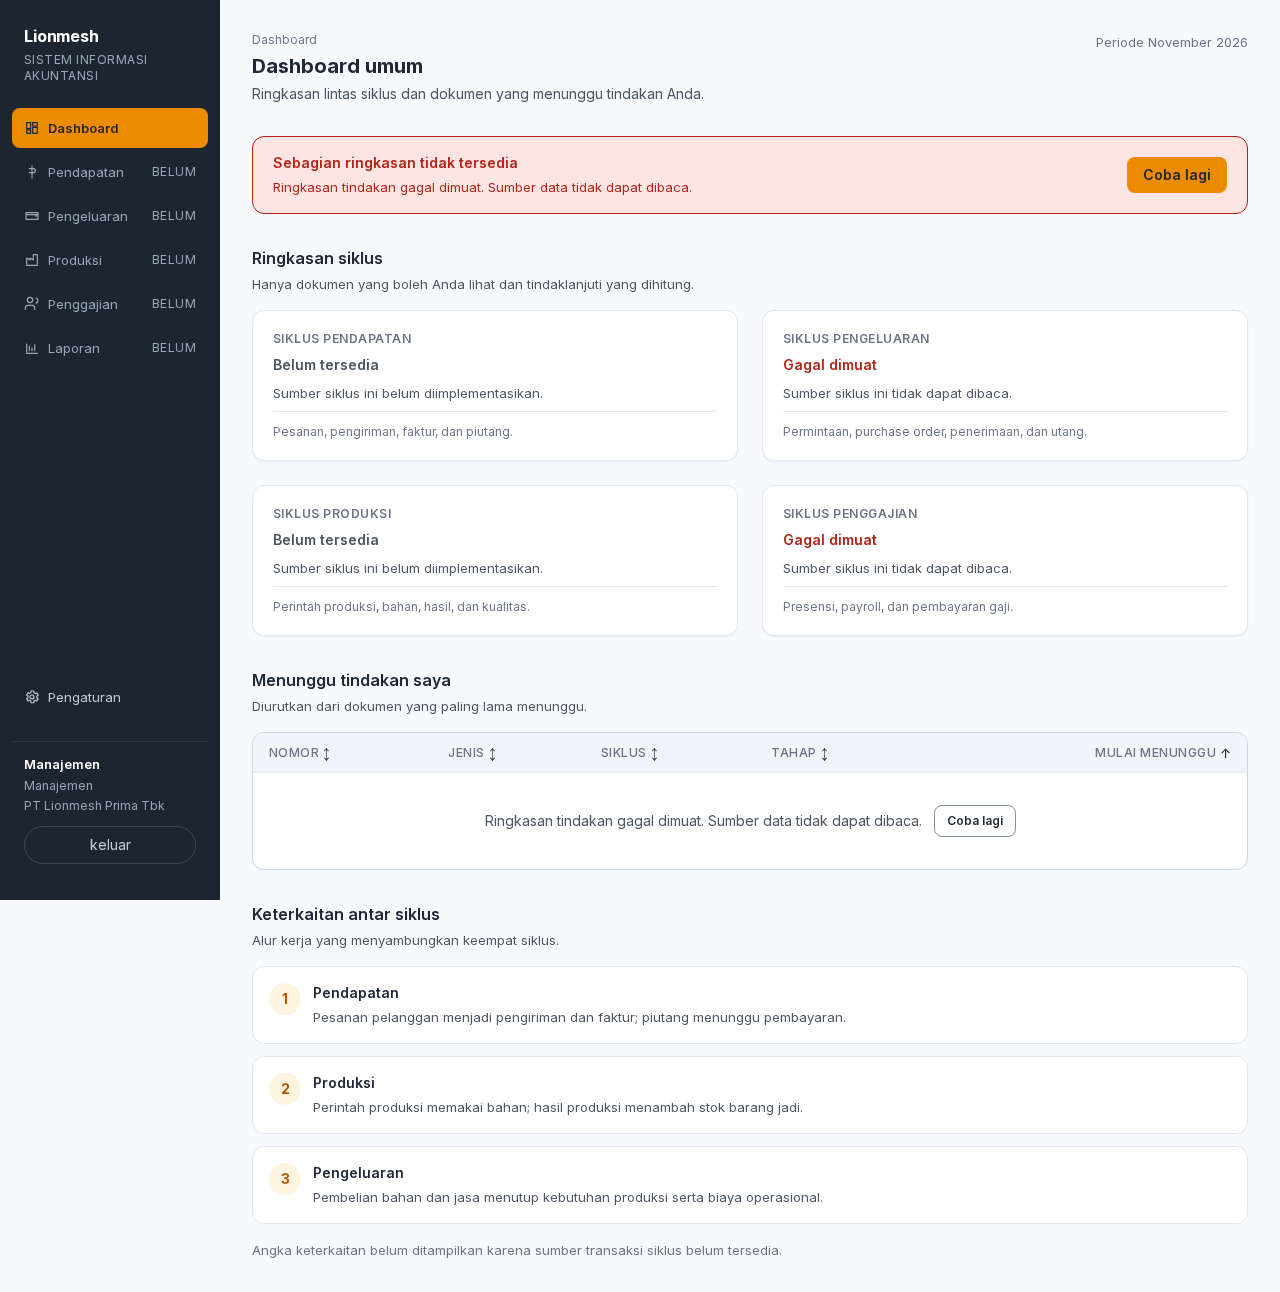 Lionmesh
SISTEM INFORMASI
AKUNTANSI
Dashboard
Pendapatan BELUM
Pengeluaran BELUM
Produksi BELUM
Penggajian BELUM
Laporan BELUM
Pengaturan
Manajemen
Manajemen
PT Lionmesh Prima Tbk
keluar
Dashboard
Periode November 2026
Dashboard umum
Ringkasan lintas siklus dan dokumen yang menunggu tindakan Anda.
Sebagian ringkasan tidak tersedia
Ringkasan tindakan gagal dimuat. Sumber data tidak dapat dibaca.
Coba lagi
Ringkasan siklus
Hanya dokumen yang boleh Anda lihat dan tindaklanjuti yang dihitung.
SIKLUS PENDAPATAN
Belum tersedia
Sumber siklus ini belum diimplementasikan.
Pesanan, pengiriman, faktur, dan piutang.
SIKLUS PENGELUARAN
Gagal dimuat
Sumber siklus ini tidak dapat dibaca.
Permintaan, purchase order, penerimaan, dan utang.
SIKLUS PRODUKSI
Belum tersedia
Sumber siklus ini belum diimplementasikan.
Perintah produksi, bahan, hasil, dan kualitas.
SIKLUS PENGGAJIAN
Gagal dimuat
Sumber siklus ini tidak dapat dibaca.
Presensi, payroll, dan pembayaran gaji.
Menunggu tindakan saya
Diurutkan dari dokumen yang paling lama menunggu.
NOMOR ↕ JENIS ↕ SIKLUS ↕ TAHAP ↕ MULAI MENUNGGU ↑
Ringkasan tindakan gagal dimuat. Sumber data tidak dapat dibaca. Coba lagi
Keterkaitan antar siklus
Alur kerja yang menyambungkan keempat siklus.
1 Pendapatan
Pesanan pelanggan menjadi pengiriman dan faktur; piutang menunggu pembayaran.
2 Produksi
Perintah produksi memakai bahan; hasil produksi menambah stok barang jadi.
3 Pengeluaran
Pembelian bahan dan jasa menutup kebutuhan produksi serta biaya operasional.
Angka keterkaitan belum ditampilkan karena sumber transaksi siklus belum tersedia.